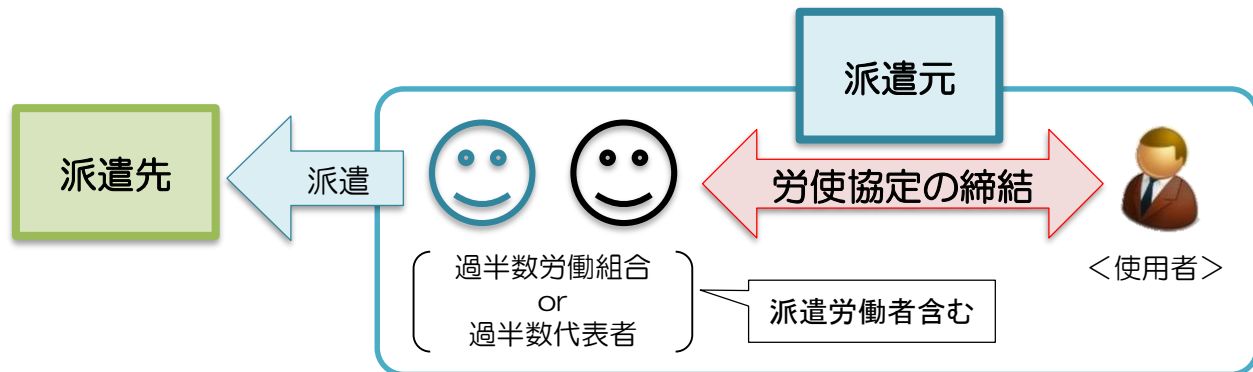 派遣元
派遣先
派遣
労使協定の締結
過半数労働組合
or
過半数代表者
派遣労働者含む
＜使用者＞